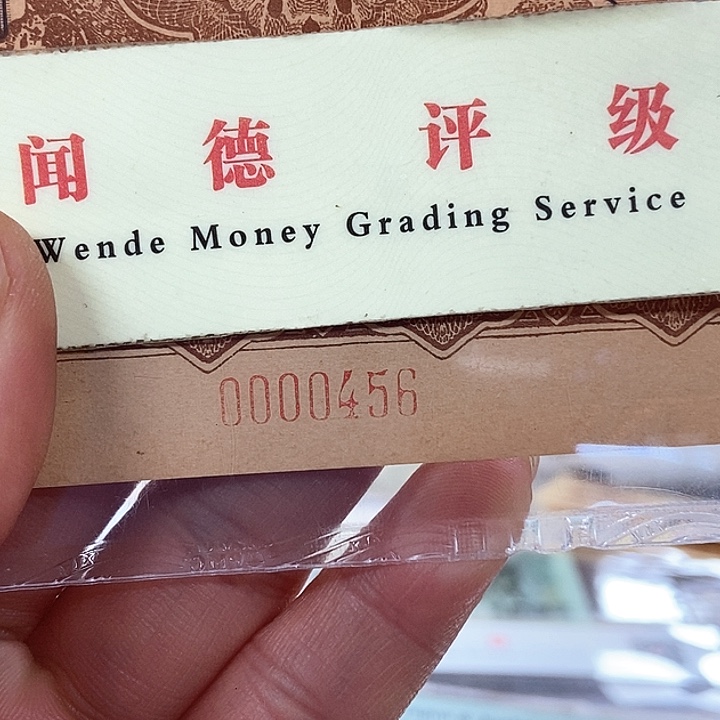 闻德评级
Wende Money Grading Service
0000456